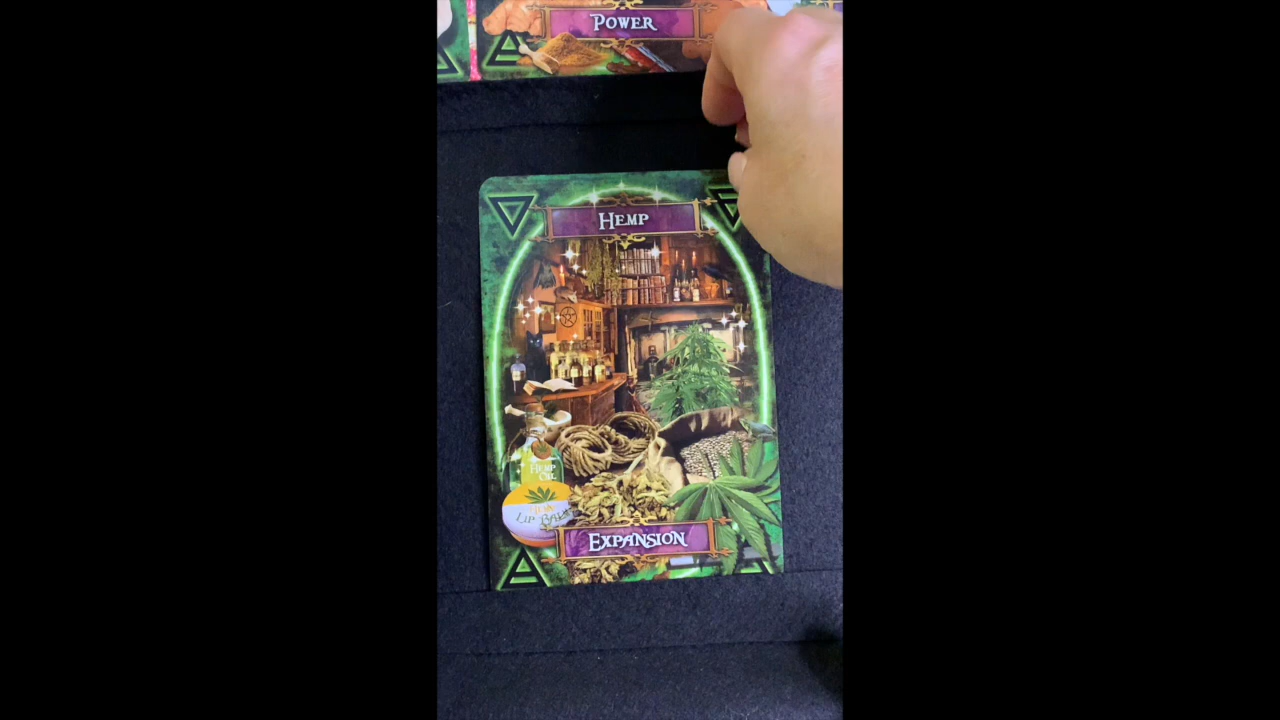 POWER
HEMP
HEMP
OIL
LIP BALM
EXPANSION